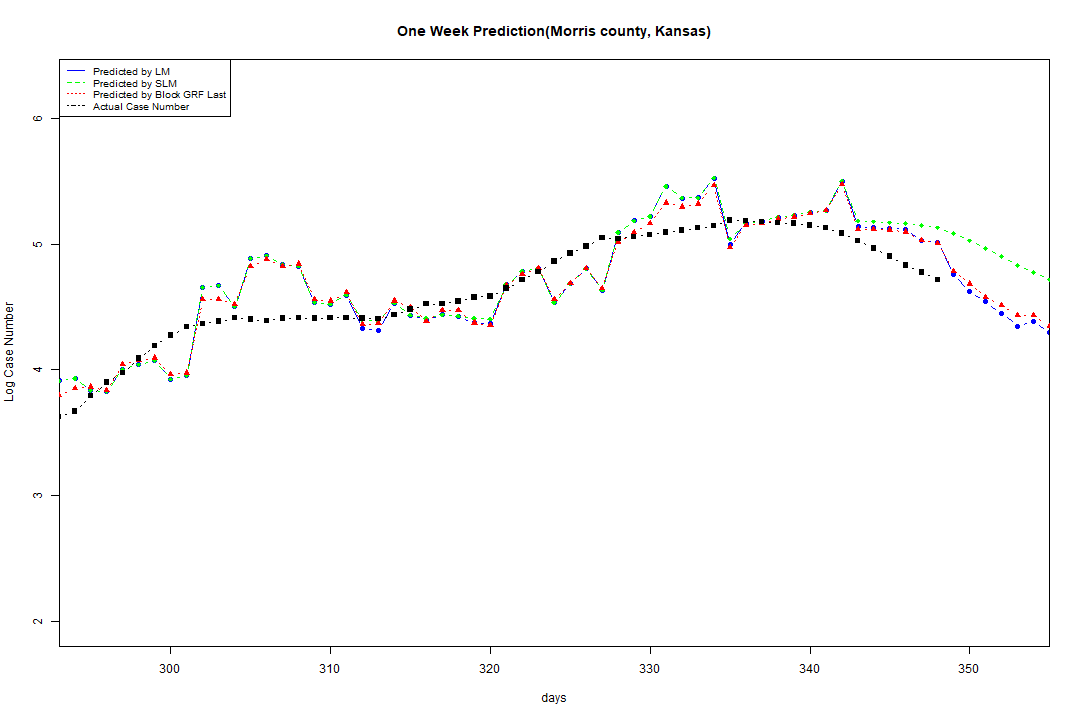 One Week Prediction(Morris county, Kansas)
Predicted by LM
Predicted by SLM
Predicted by Block GRF Last
Actual Case Number
6
5
4
3
2
Log Case Number
300 310 320 330 340 350
days